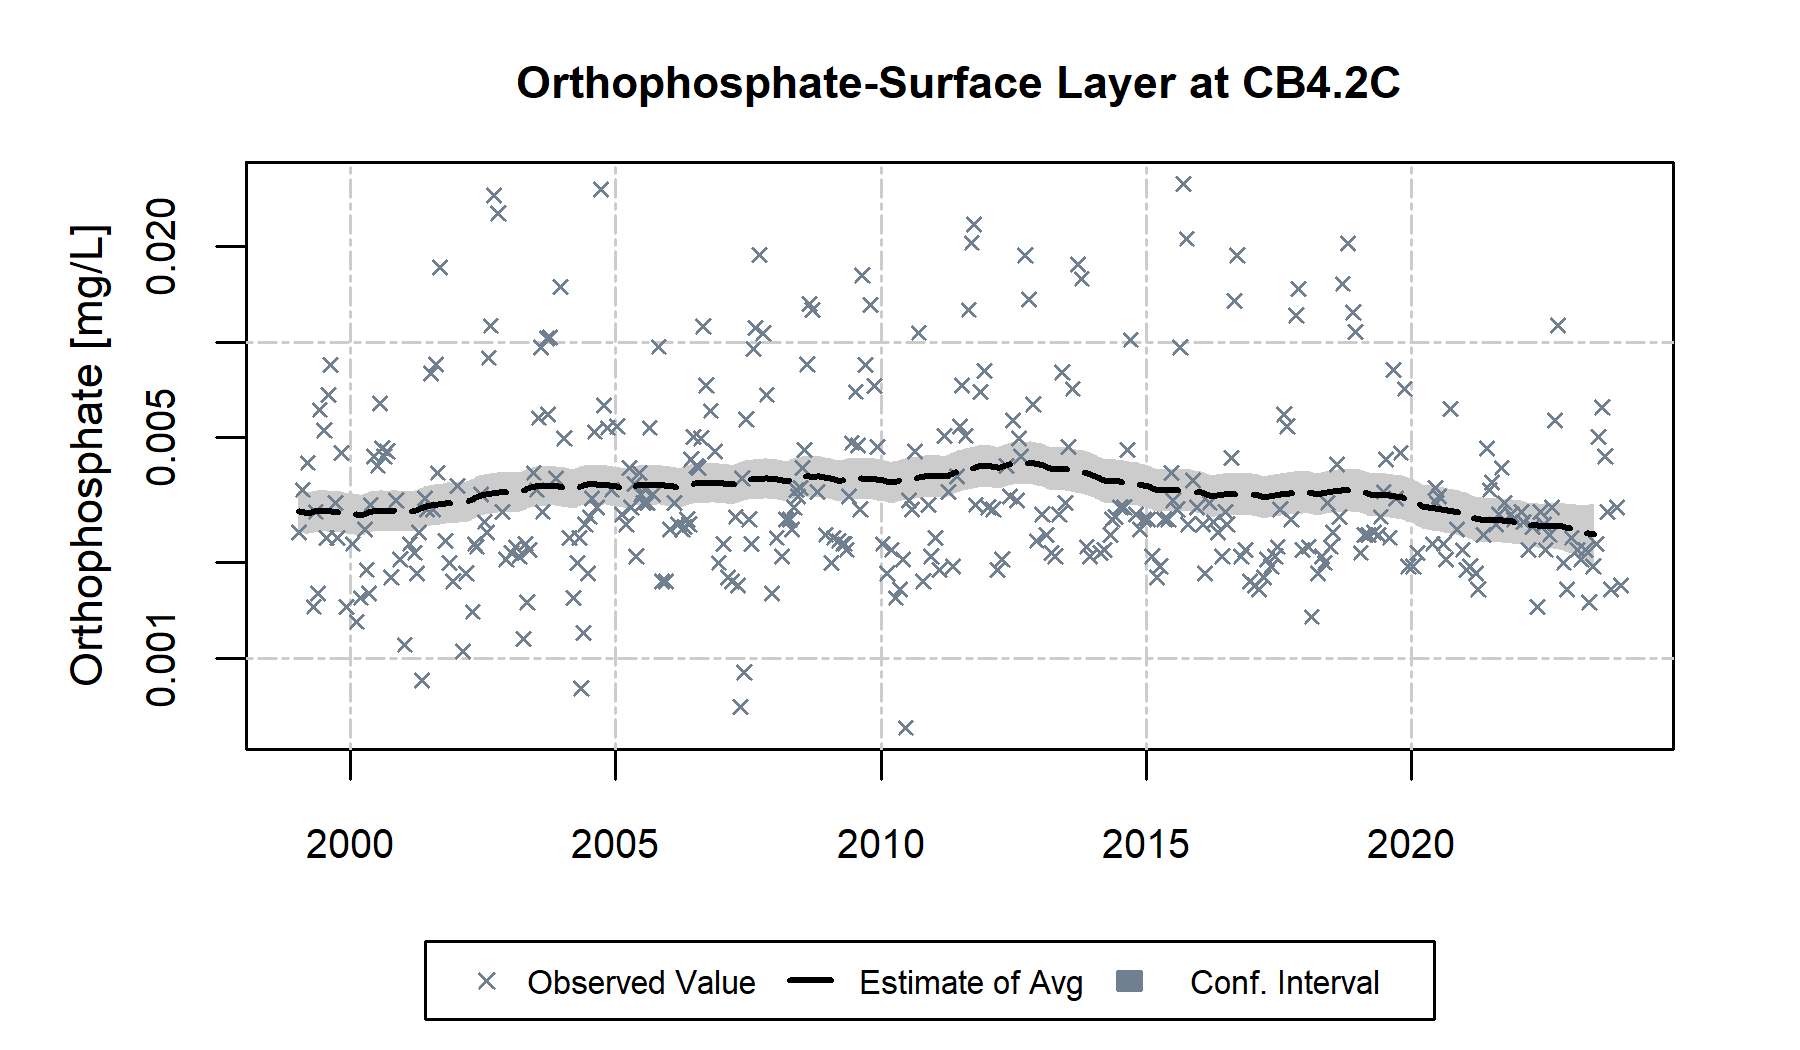 Orthophosphate-Surface Layer at CB4.2C
Orthophosphate [mg/L]
0.020
0.005
0.001
2000 2005 2010 2015 2020
Observed Value Estimate of Avg Conf. Interval